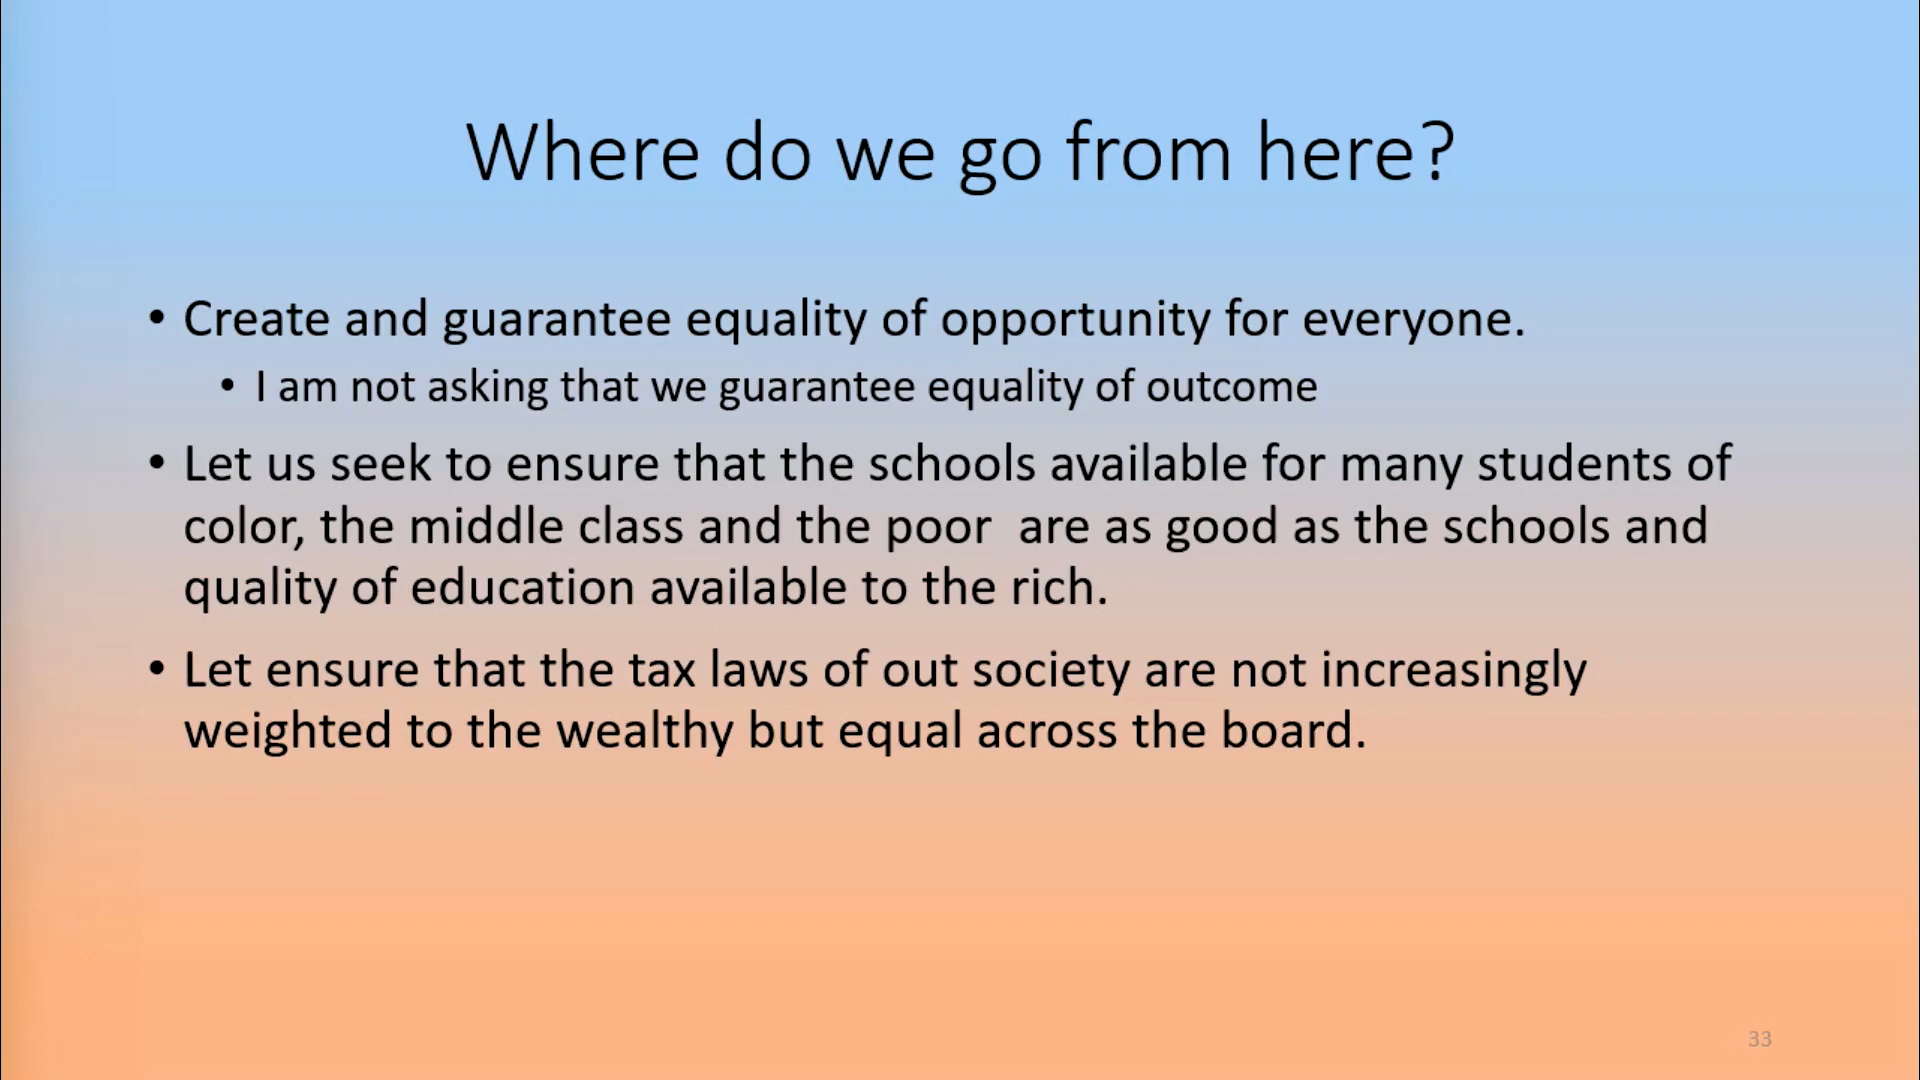 Where do we go from here?
• Create and guarantee equality of opportunity for everyone.
• I am not asking that we guarantee equality of outcome
• Let us seek to ensure that the schools available for many students of
color, the middle class and the poor  are as good as the schools and
quality of education available to the rich.
• Let ensure that the tax laws of out society are not increasingly
weighted to the wealthy but equal across the board.
33